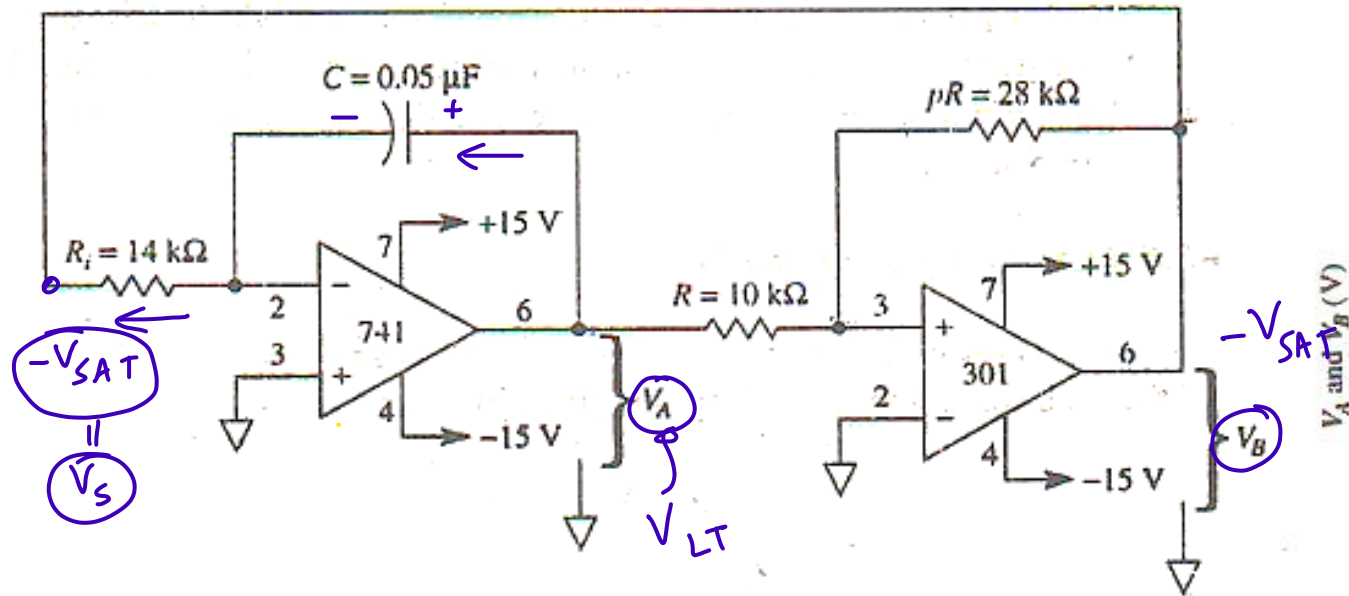 C = 0.05 μF
− +
pR = 28 kΩ
+15 V
7
R_i = 14 kΩ
2 −
741
6
3 +
4
−15 V
R = 10 kΩ
+15 V
7
3 +
301
6
2 −
4
−15 V
−V_SAT
||
V_S
V_A
V_LT
−V_SAT
V_B
V_A and V_B (V)